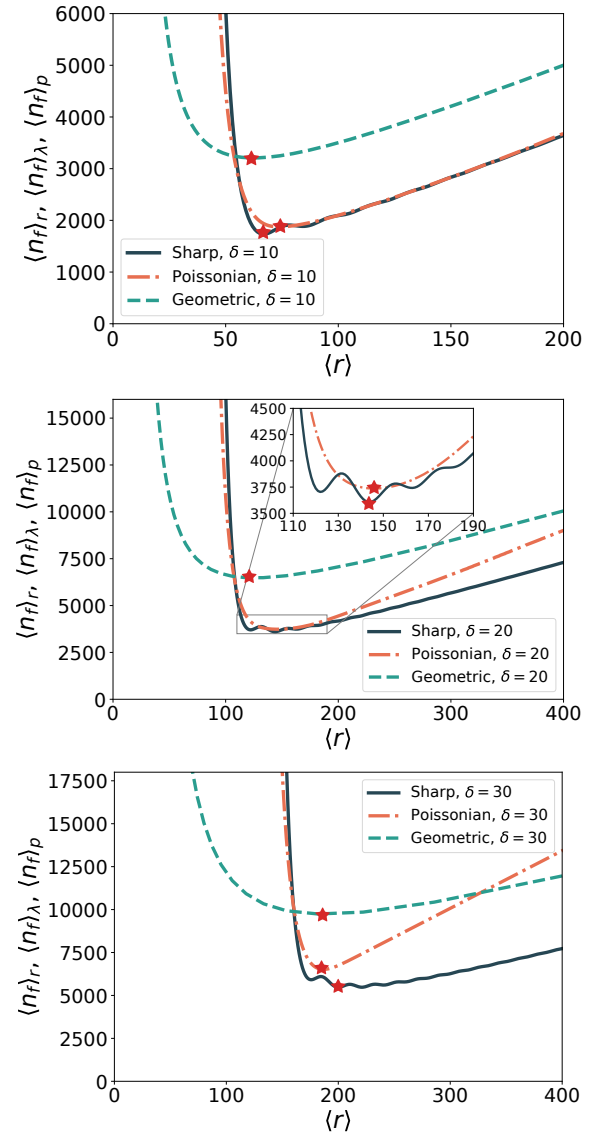 6000
5000
4000
3000
2000
1000
0
⟨n_f⟩_r, ⟨n_f⟩_λ, ⟨n_f⟩_p
Sharp, δ = 10
Poissonian, δ = 10
Geometric, δ = 10
0 50 100 150 200
⟨r⟩
15000
12500
10000
7500
5000
2500
0
⟨n_f⟩_r, ⟨n_f⟩_λ, ⟨n_f⟩_p
4500
4250
4000
3750
3500
110 130 150 170 190
Sharp, δ = 20
Poissonian, δ = 20
Geometric, δ = 20
0 100 200 300 400
⟨r⟩
17500
15000
12500
10000
7500
5000
2500
0
⟨n_f⟩_r, ⟨n_f⟩_λ, ⟨n_f⟩_p
Sharp, δ = 30
Poissonian, δ = 30
Geometric, δ = 30
0 100 200 300 400
⟨r⟩